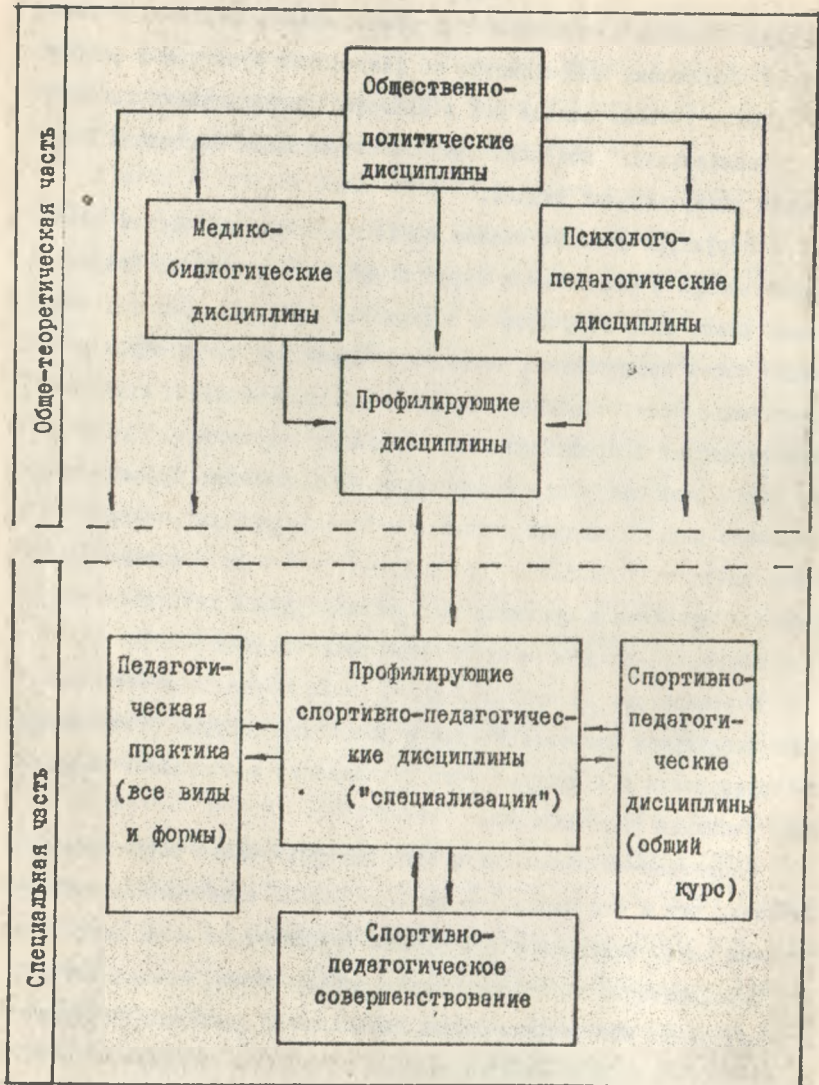 Обще-теоретическая часть
Общественно-
политические
дисциплины
Медико-
биологические
дисциплины
Психолого-
педагогические
дисциплины
Профилирующие
дисциплины
Специальная часть
Педагоги-
ческая
практика
(все виды
и формы)
Профилирующие
спортивно-педагогичес-
кие дисциплины
("специализации")
Спортивно-
педагоги-
ческие
дисциплины
(общий
курс)
Спортивно-
педагогическое
совершенствование